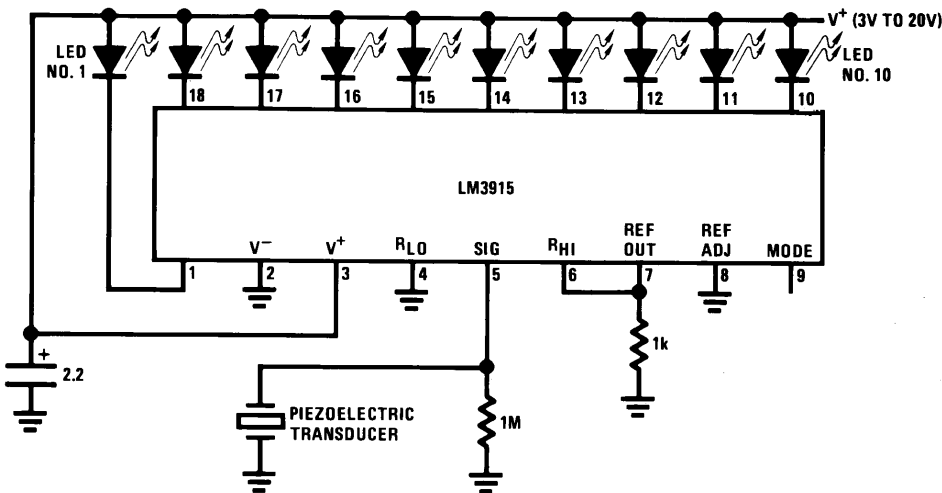 V+ (3V TO 20V)
LED
NO. 1
LED
NO. 10
18
17
16
15
14
13
12
11
10
LM3915
V−
V+
RLO
SIG
RHI
REF
OUT
REF
ADJ
MODE
1
2
3
4
5
6
7
8
9
+
2.2
1k
PIEZOELECTRIC
TRANSDUCER
1M